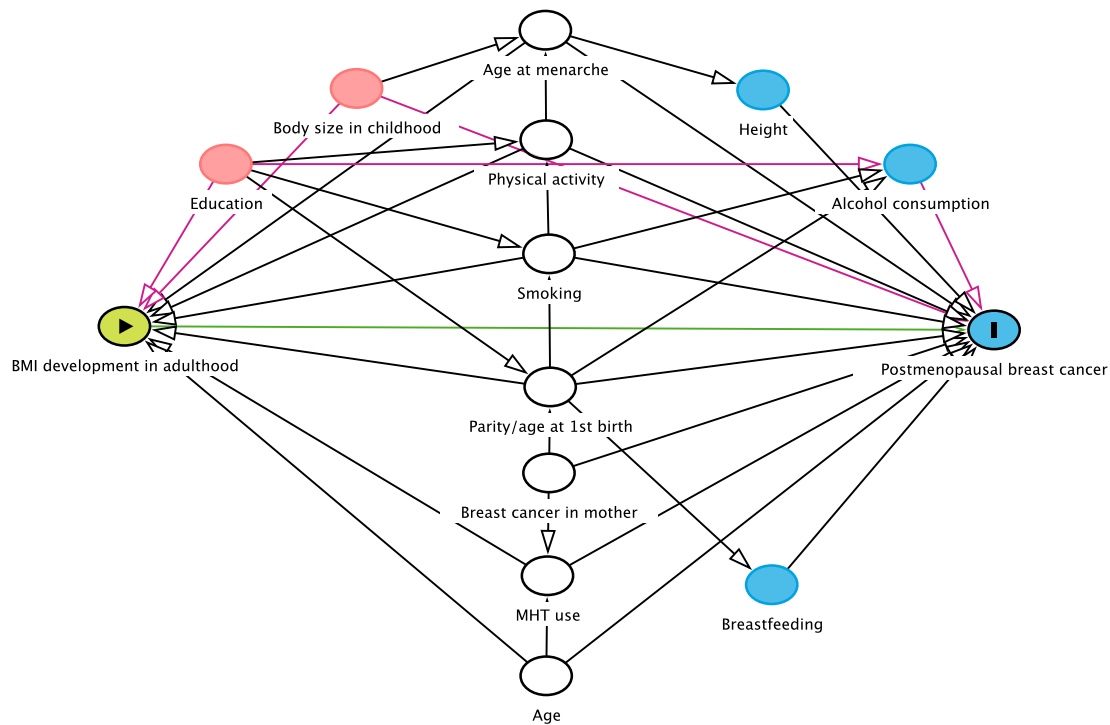 Age at menarche
Body size in childhood
Height
Physical activity
Education
Alcohol consumption
Smoking
BMI development in adulthood
Postmenopausal breast cancer
Parity/age at 1st birth
Breast cancer in mother
MHT use
Breastfeeding
Age